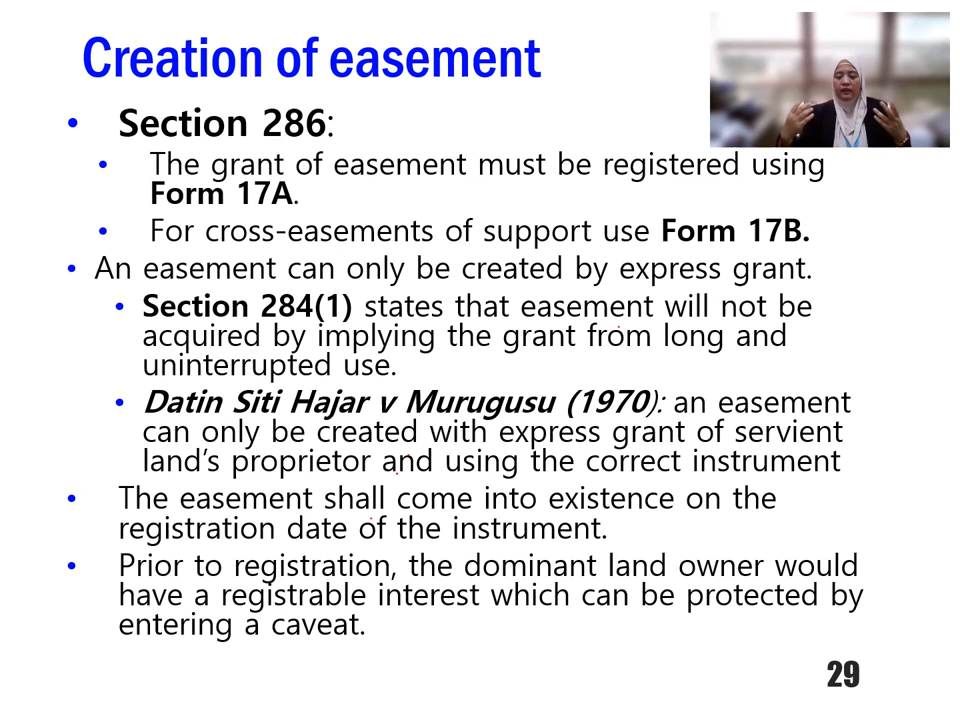 Creation of easement
• Section 286:
• The grant of easement must be registered using
Form 17A.
• For cross-easements of support use Form 17B.
• An easement can only be created by express grant.
• Section 284(1) states that easement will not be
acquired by implying the grant from long and
uninterrupted use.
• Datin Siti Hajar v Murugusu (1970): an easement
can only be created with express grant of servient
land’s proprietor and using the correct instrument
• The easement shall come into existence on the
registration date of the instrument.
• Prior to registration, the dominant land owner would
have a registrable interest which can be protected by
entering a caveat.
29